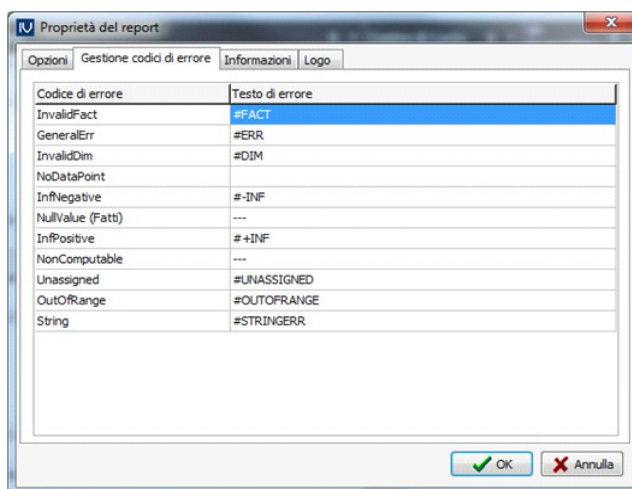 Proprietà del report
Opzioni Gestione codici di errore Informazioni Logo
Codice di errore Testo di errore
InvalidFact #FACT
GeneralErr #ERR
InvalidDim #DIM
NoDataPoint
InfNegative #-INF
NullValue (Fatti) ---
InfPositive #+INF
NonComputable ---
Unassigned #UNASSIGNED
OutOfRange #OUTOFRANGE
String #STRINGERR
OK Annulla